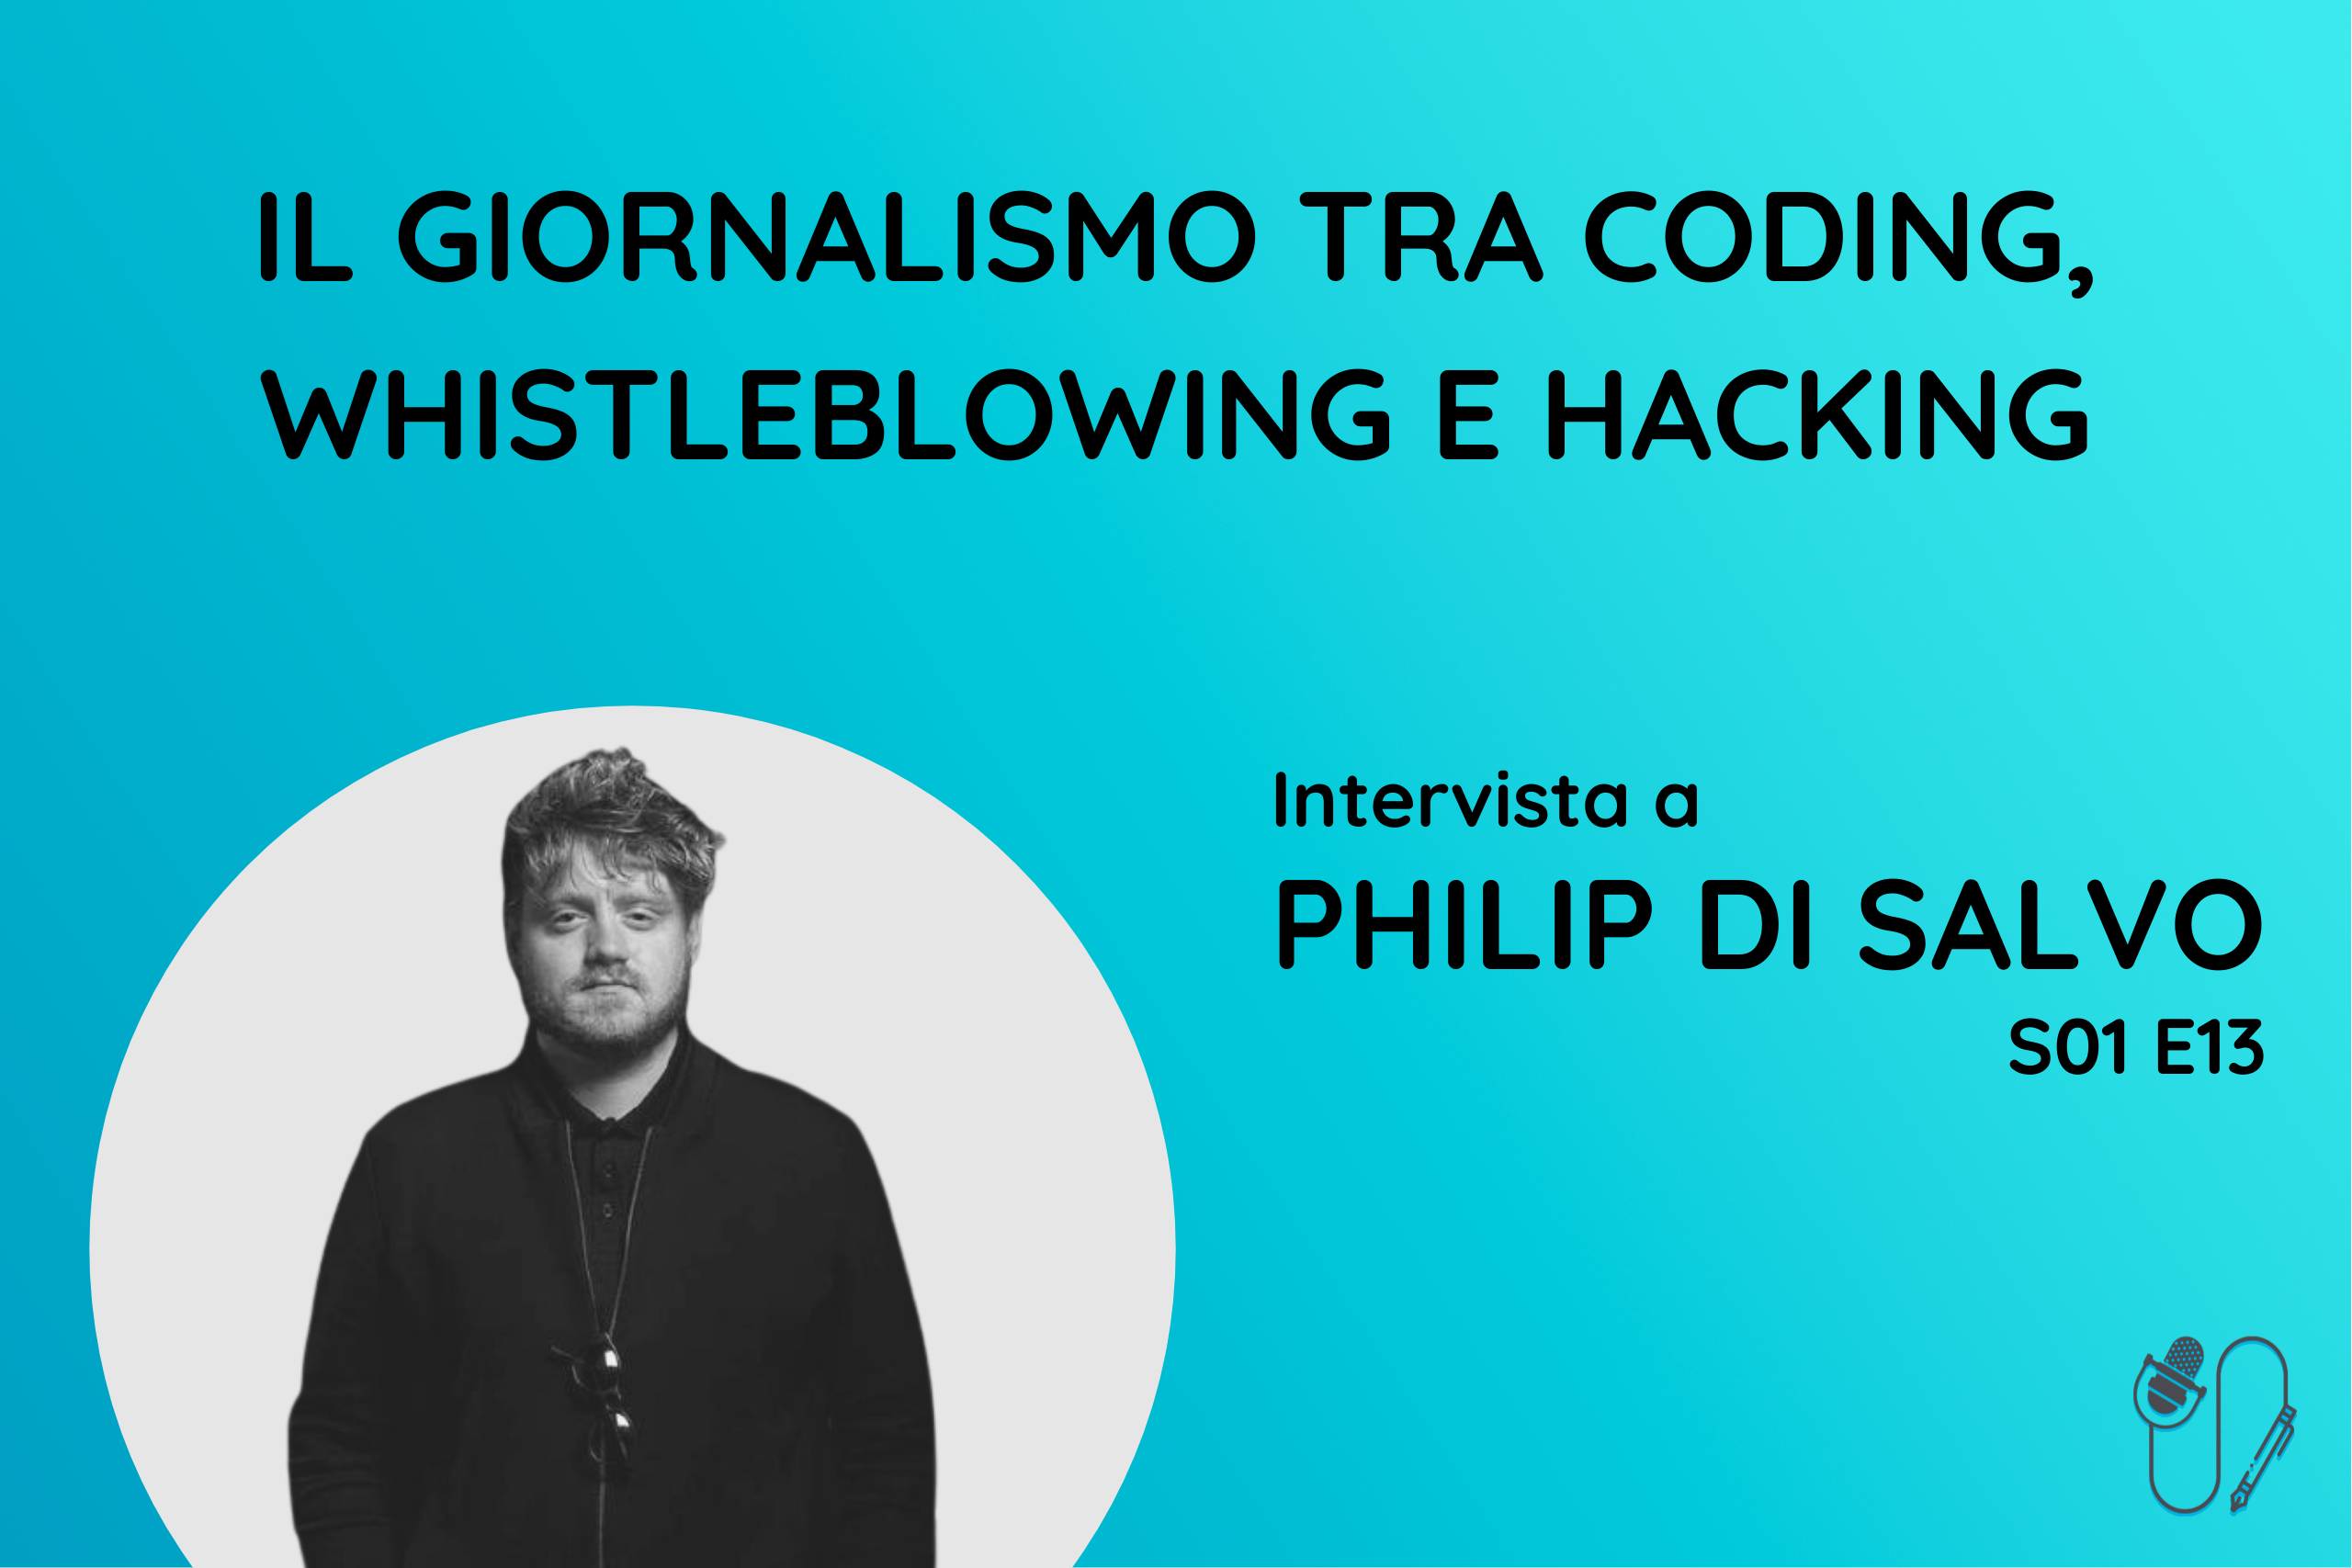 IL GIORNALISMO TRA CODING,
WHISTLEBLOWING E HACKING
Intervista a
PHILIP DI SALVO
S01 E13